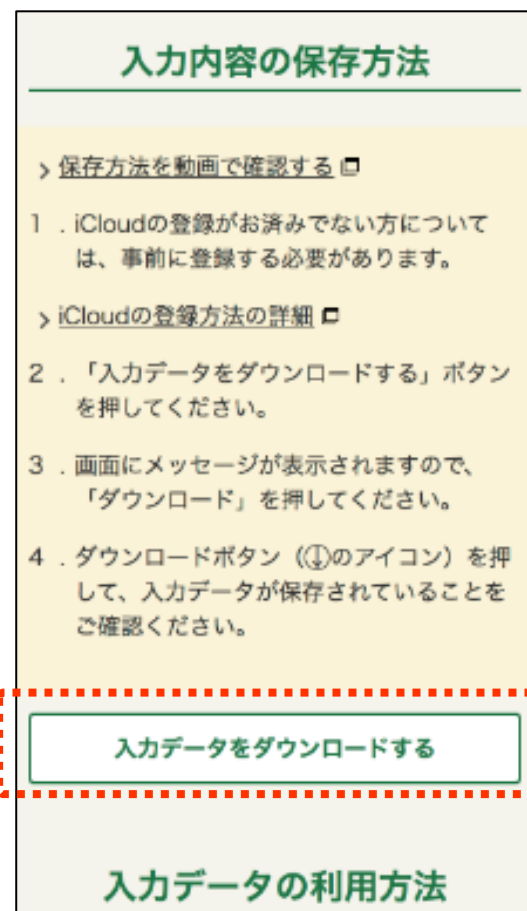 入力内容の保存方法
保存方法を動画で確認する
1．iCloudの登録がお済みでない方について
は、事前に登録する必要があります。
iCloudの登録方法の詳細
2．「入力データをダウンロードする」ボタン
を押してください。
3．画面にメッセージが表示されますので、
「ダウンロード」を押してください。
4．ダウンロードボタン（↓のアイコン）を押
して、入力データが保存されていることを
ご確認ください。
入力データをダウンロードする
入力データの利用方法